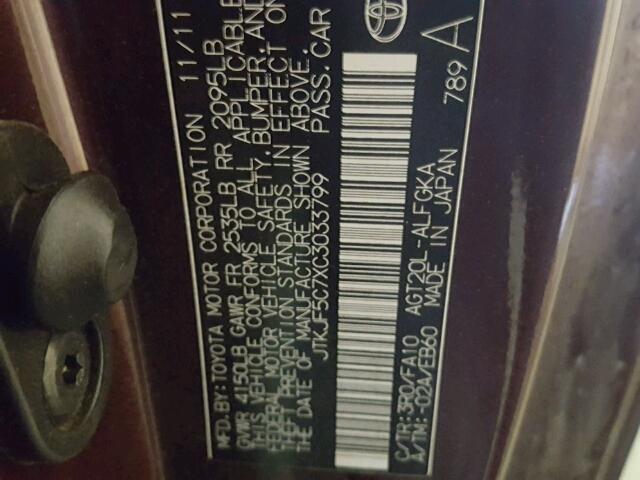 MFD.BY:TOYOTA MOTOR CORPORATION 11/11
GVWR 4150LB GAWR FR 2535LB RR 2095LB
THIS VEHICLE CONFORMS TO ALL APPLICABLE
FEDERAL MOTOR VEHICLE SAFETY,BUMPER,AND
THEFT PREVENTION STANDARDS IN EFFECT ON
THE DATE OF MANUFACTURE SHOWN ABOVE.
JTKJF5C7XC3033799 PASS.CAR
C/TR:3R0/FA10 AGT20L-ALFGKA
A/TM:-02A/EB60 MADE IN JAPAN 789 A